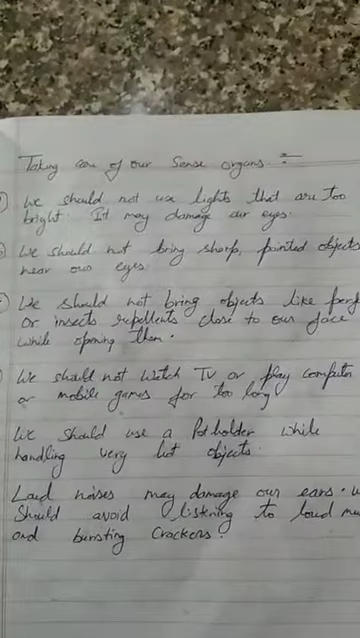 Taking care of our Sense organs :-
We should not use lights that are too
bright. It may damage our eyes.
We should not bring sharp, pointed objects
near our eyes.
We should not bring objects like
or insects repellents close to our face
while opening them.
We should not watch TV or play computer
or mobile games for too long
We should use a Potholder while
handling very hot objects.
Loud noises may damage our ears.
Should avoid listening to loud
and bursting Crackers.